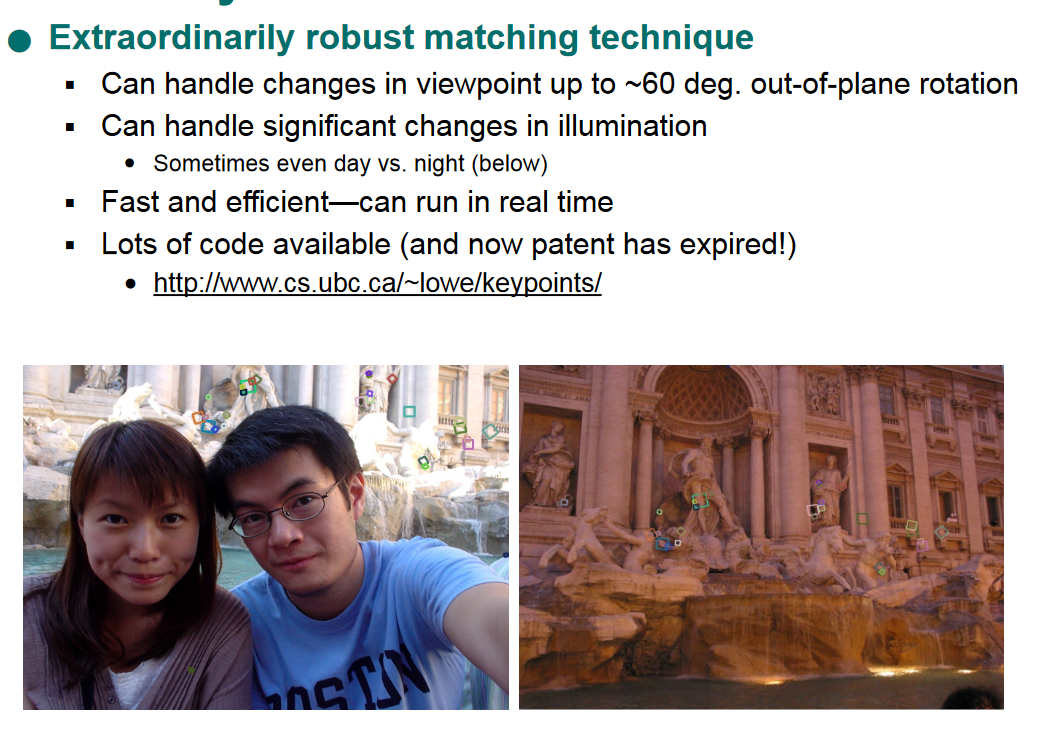 ● Extraordinarily robust matching technique
▪ Can handle changes in viewpoint up to ~60 deg. out-of-plane rotation
▪ Can handle significant changes in illumination
• Sometimes even day vs. night (below)
▪ Fast and efficient—can run in real time
▪ Lots of code available (and now patent has expired!)
• http://www.cs.ubc.ca/~lowe/keypoints/